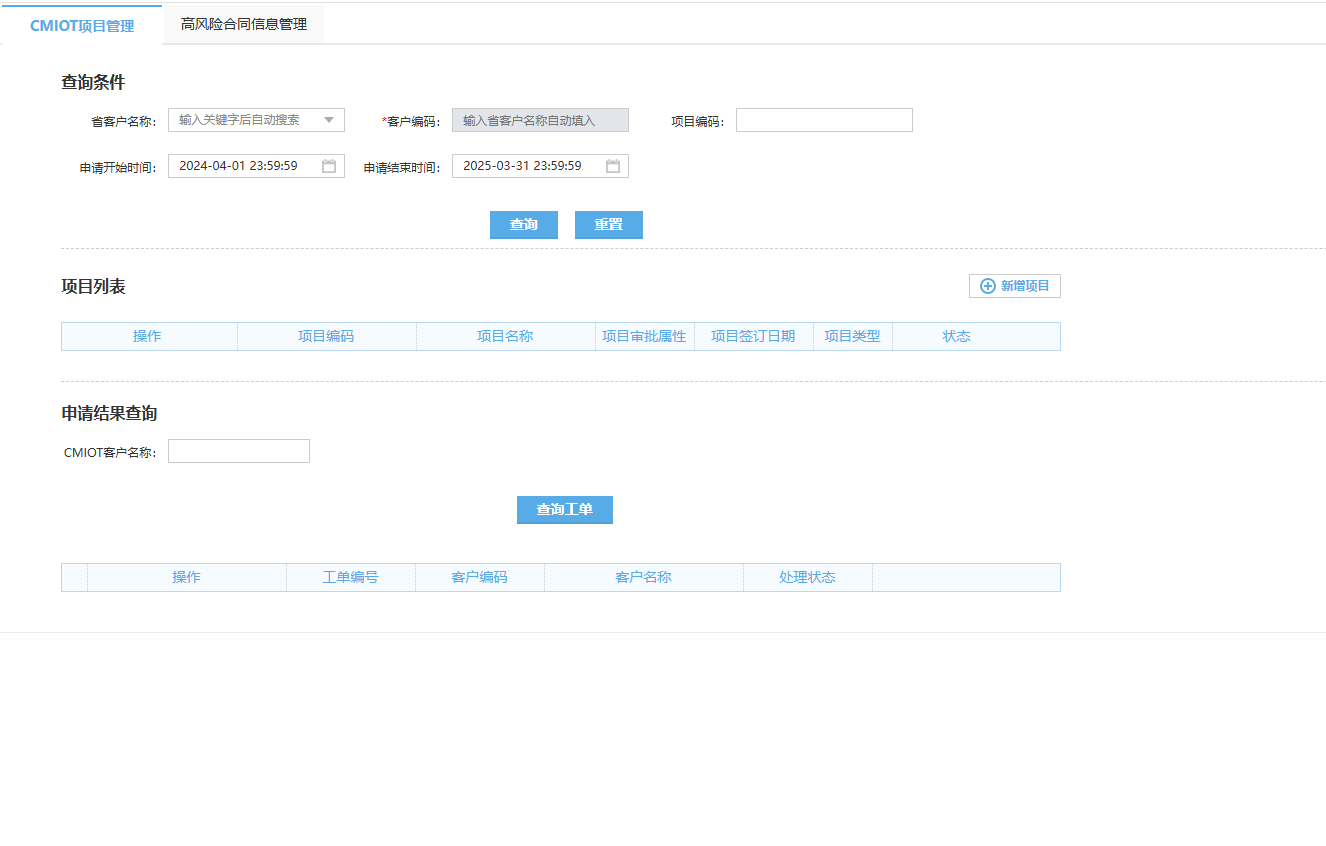 CMIOT项目管理 高风险合同信息管理
查询条件
省客户名称： 输入关键字后自动搜索 *客户编码： 输入省客户名称自动填入 项目编码：
申请开始时间： 2024-04-01 23:59:59 申请结束时间： 2025-03-31 23:59:59
查询 重置
项目列表 新增项目
操作 项目编码 项目名称 项目审批属性 项目签订日期 项目类型 状态
申请结果查询
CMIOT客户名称：
查询工单
操作 工单编号 客户编码 客户名称 处理状态